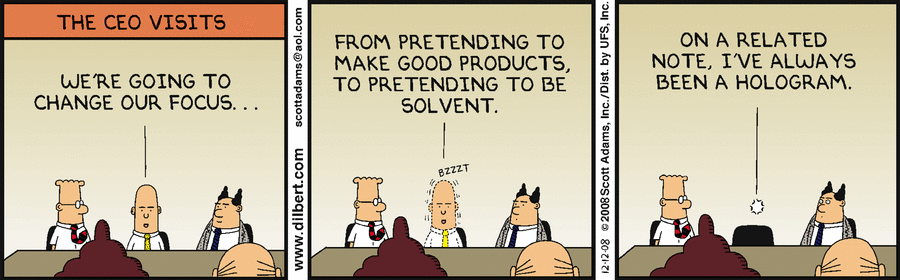 THE CEO VISITS
WE'RE GOING TO
CHANGE OUR FOCUS...
www.dilbert.com scottadams@aol.com
FROM PRETENDING TO
MAKE GOOD PRODUCTS,
TO PRETENDING TO BE
SOLVENT.
BZZZT
12-12-08 ©2008 Scott Adams, Inc./Dist. by UFS, Inc.
ON A RELATED
NOTE, I'VE ALWAYS
BEEN A HOLOGRAM.